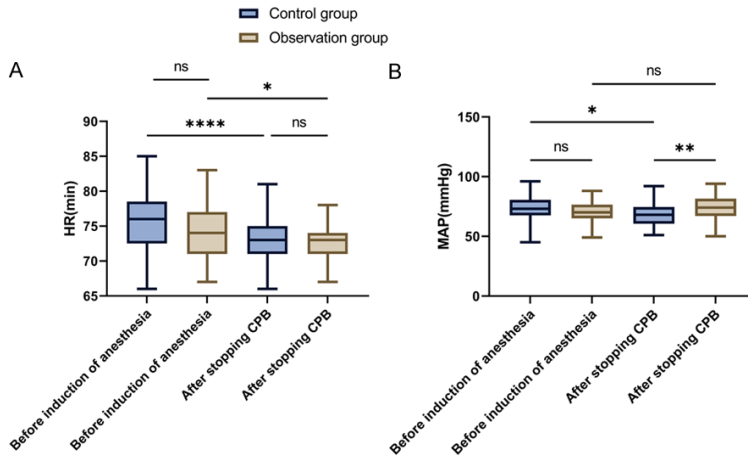 Control group
Observation group
A
ns
*
****
ns
HR(min)
90
85
80
75
70
65
Before induction of anesthesia
Before induction of anesthesia
After stopping CPB
After stopping CPB
B
ns
*
ns
**
MAP(mmHg)
150
100
50
0
Before induction of anesthesia
Before induction of anesthesia
After stopping CPB
After stopping CPB